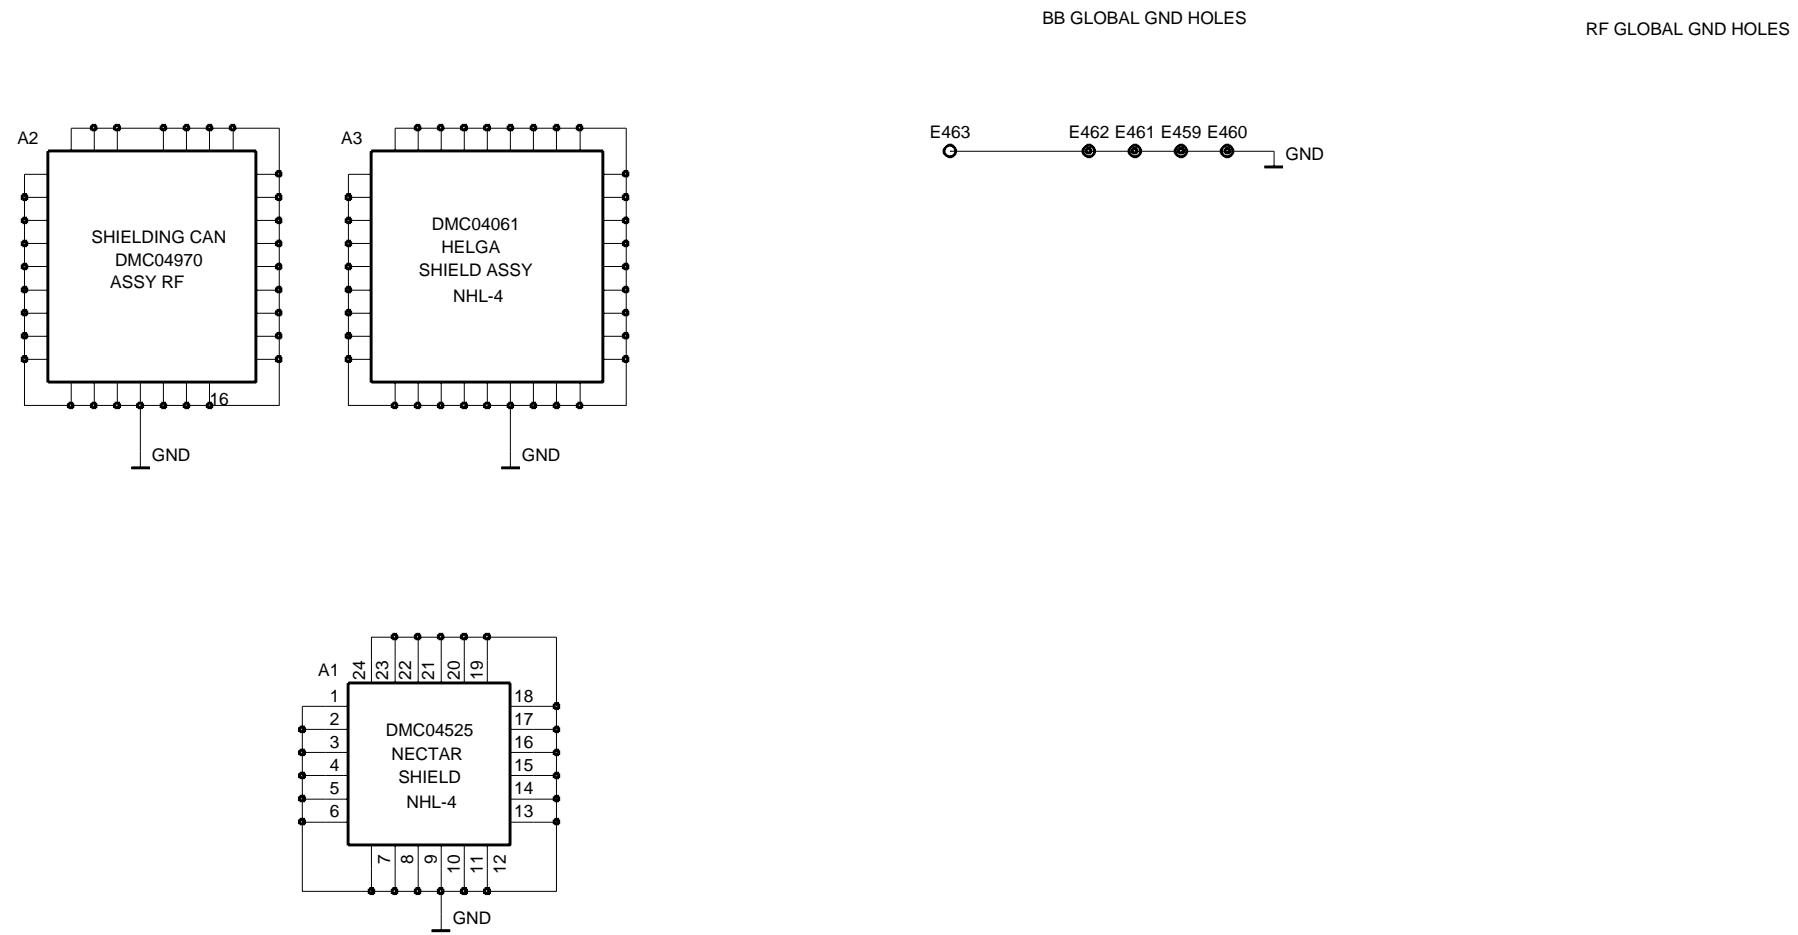 BB GLOBAL GND HOLES
RF GLOBAL GND HOLES
A2
A3
E463
E462 E461 E459 E460
GND
SHIELDING CAN
DMC04970
ASSY RF
16
GND
DMC04061
HELGA
SHIELD ASSY
NHL-4
GND
A1
24
23
22
21
20
19
1
2
3
4
5
6
18
17
16
15
14
13
DMC04525
NECTAR
SHIELD
NHL-4
7
8
9
10
11
12
GND